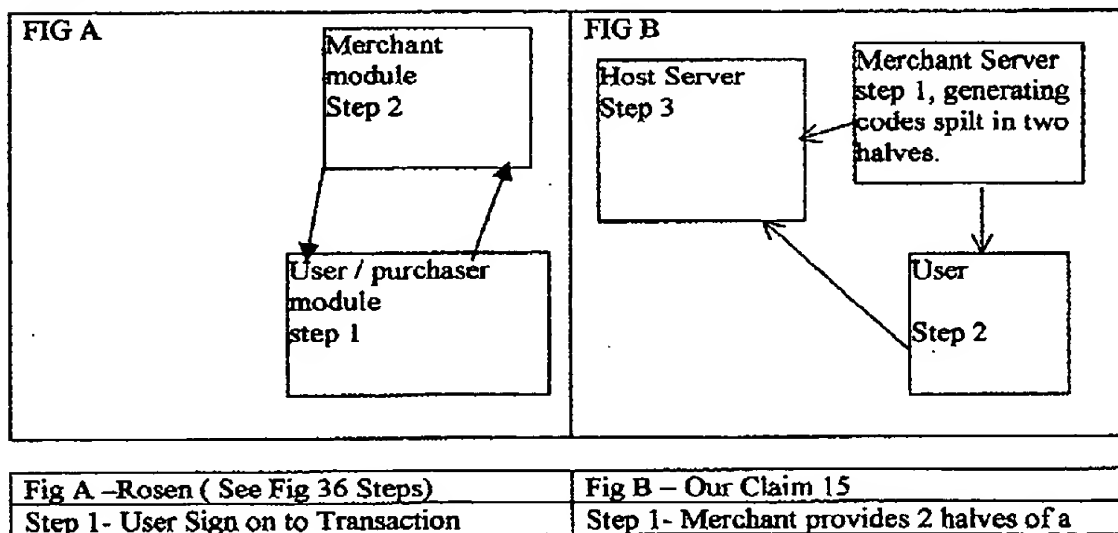 FIG A
Merchant
module
Step 2
User / purchaser
module
step 1
FIG B
Host Server
Step 3
Merchant Server
step 1, generating
codes spilt in two
halves.
User
Step 2
Fig A –Rosen ( See Fig 36 Steps)
Fig B – Our Claim 15
Step 1- User Sign on to Transaction
Step 1- Merchant provides 2 halves of a